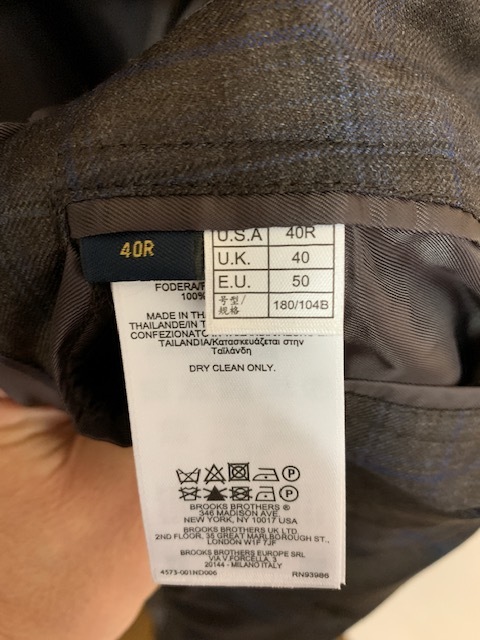 40R
U.S.A 40R
U.K. 40
E.U. 50
号型/
规格 180/104B
FODERA/
100%
MADE IN
THAILANDE/IN
CONFEZIONATO IN
TAILANDIA/Κατασκευάζεται στην
Ταϊλάνδη
DRY CLEAN ONLY.
P
P
BROOKS BROTHERS®
346 MADISON AVE.
NEW YORK, NY 10017 USA
BROOKS BROTHERS UK LTD
2ND FLOOR, 35 GREAT MARLBOROUGH ST.,
LONDON W1F 7JF
BROOKS BROTHERS EUROPE SRL
VIA V.FORCELLA, 3
20144 MILANO ITALY
4573-001ND006 RN93986